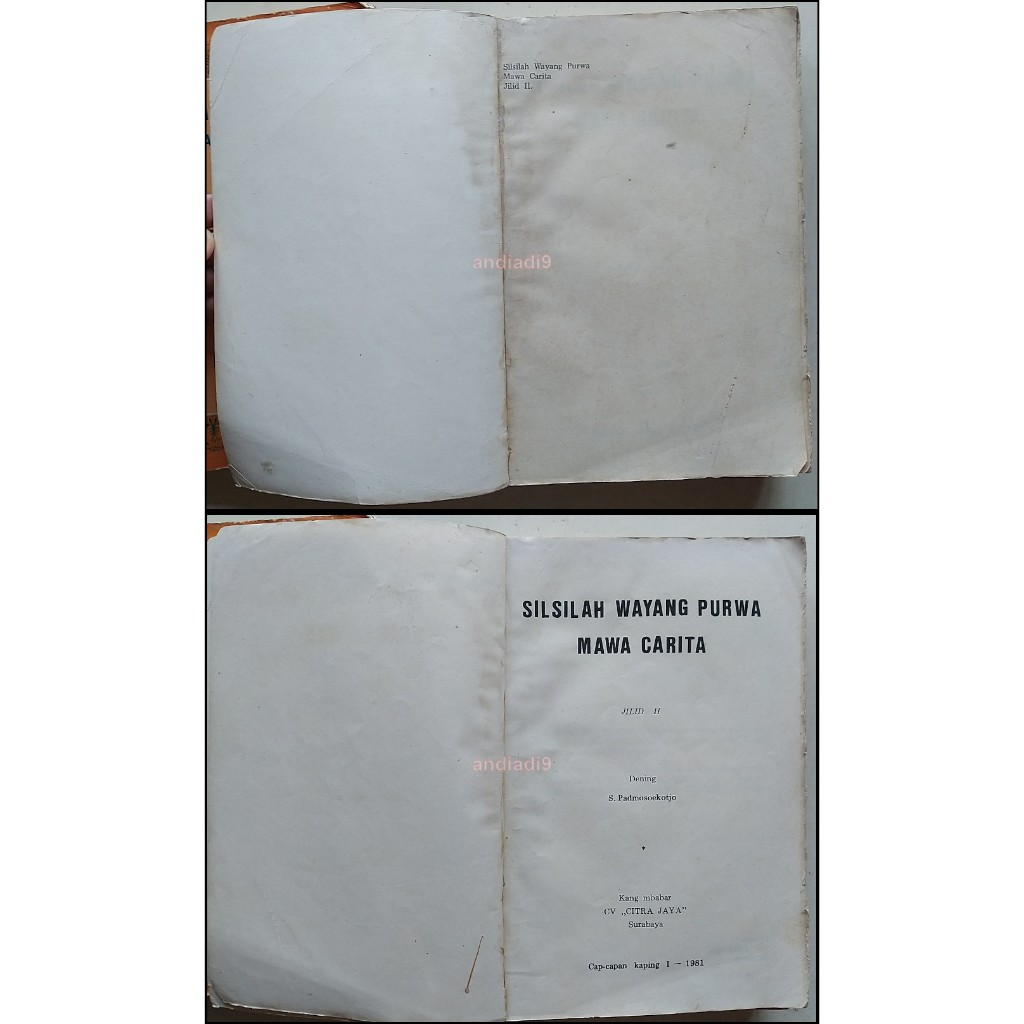 Silsilah Wayang Purwa
Mawa Carita
Jilid II.
andiadi9
SILSILAH WAYANG PURWA
MAWA CARITA
JILID II
Dening
S. Padmosoekotjo
Kang mbabar
CV „CITRA JAYA"
Surabaya
Cap-capan kaping I — 1981
andiadi9